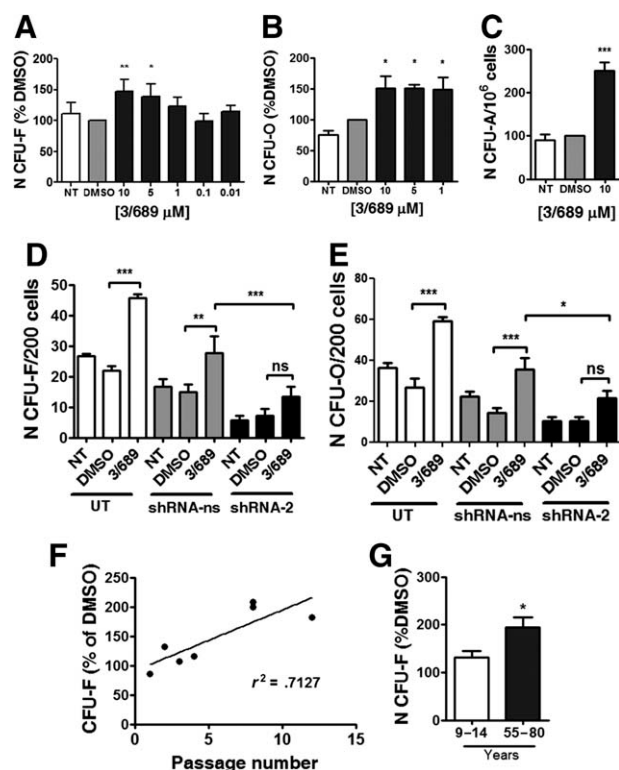 A
N CFU-F (% DMSO)
200
150
100
50
0
** *
NT DMSO 10 5 1 0.1 0.01
[3/689 μM]
B
N CFU-O (%DMSO)
200
150
100
50
0
* * *
NT DMSO 10 5 1
[3/689 μM]
C
N CFU-A/10⁶ cells
300
200
100
0
***
NT DMSO 10
[3/689 μM]
D
N CFU-F/200 cells
50
40
30
20
10
0
***
**
***
ns
NT DMSO 3/689 NT DMSO 3/689 NT DMSO 3/689
UT shRNA-ns shRNA-2
E
N CFU-O/200 cells
80
60
40
20
0
***
***
*
ns
NT DMSO 3/689 NT DMSO 3/689 NT DMSO 3/689
UT shRNA-ns shRNA-2
F
CFU-F (% of DMSO)
250
200
150
100
50
0
r² = .7127
0 5 10 15
Passage number
G
N CFU-F (%DMSO)
300
200
100
0
*
9–14 55–80
Years